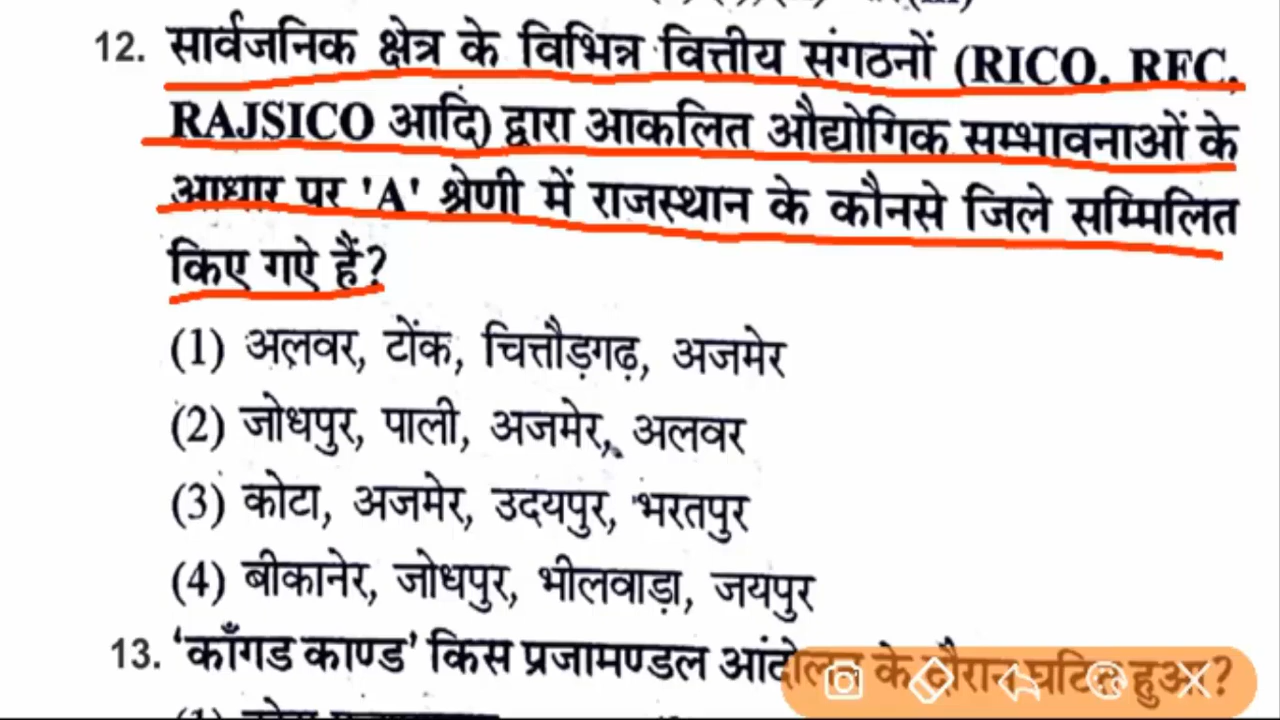 12. सार्वजनिक क्षेत्र के विभिन्न वित्तीय संगठनों (RICO, RFC,
RAJSICO आदि) द्वारा आकलित औद्योगिक सम्भावनाओं के
आधार पर 'A' श्रेणी में राजस्थान के कौनसे जिले सम्मिलित
किए गऐ हैं?
(1) अलवर, टोंक, चित्तौड़गढ़, अजमेर
(2) जोधपुर, पाली, अजमेर, अलवर
(3) कोटा, अजमेर, उदयपुर, भरतपुर
(4) बीकानेर, जोधपुर, भीलवाड़ा, जयपुर
13. 'काँगड काण्ड' किस प्रजामण्डल आंदोलन के दौरान घटित हुआ?